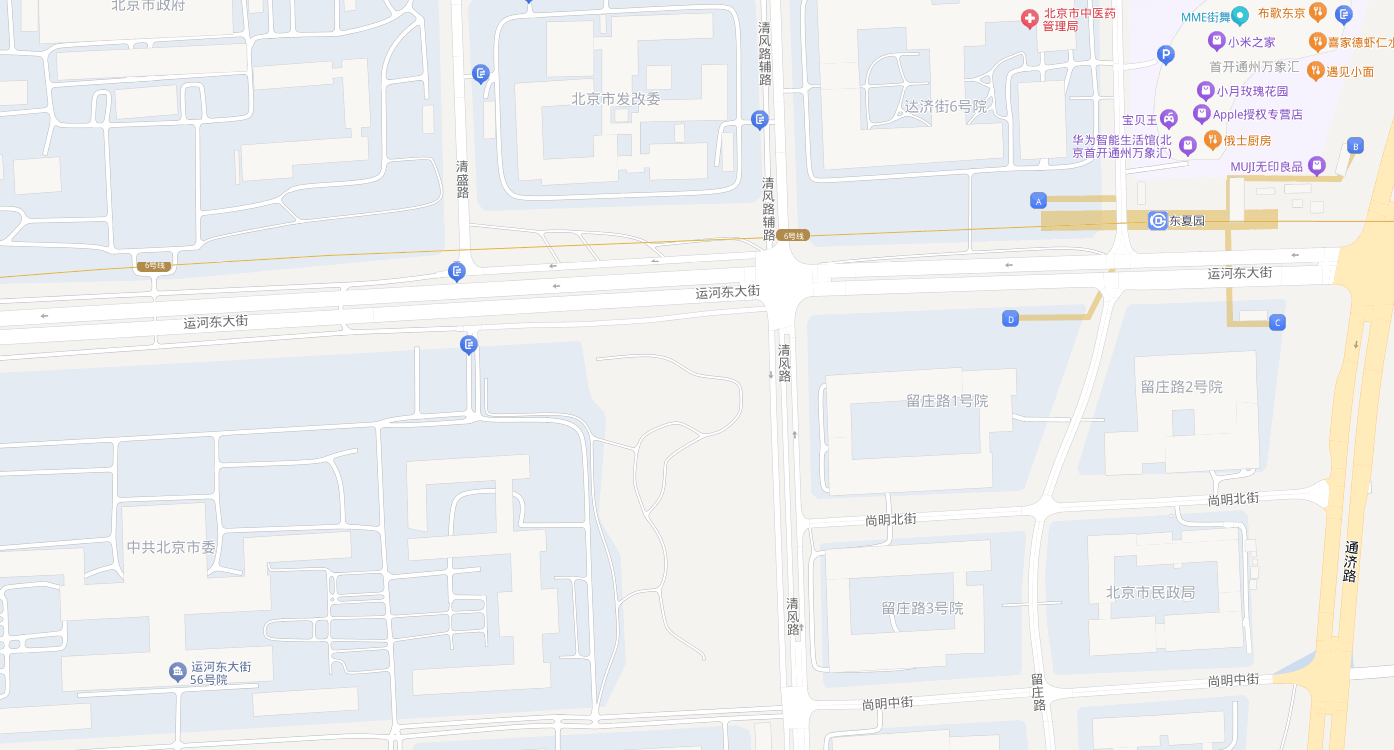 北京市政府
北京市发改委
清风路辅路
北京市中医药
管理局
MME街舞
布歌东京
小米之家
喜家德虾仁水
首开通州万象汇
遇见小面
P
小月玫瑰花园
达济街6号院
Apple授权专营店
宝贝王
华为智能生活馆(北
京首开通州万象汇)
俄士厨房
B
MUJI无印良品
清盛路
清风路辅路
A
东夏园
6号线
6号线
运河东大街
运河东大街
运河东大街
D
C
清风路
留庄路1号院
留庄路2号院
尚明北街
尚明北街
中共北京市委
通济路
清风路
留庄路3号院
北京市民政局
运河东大街
56号院
留庄路
尚明中街
尚明中街